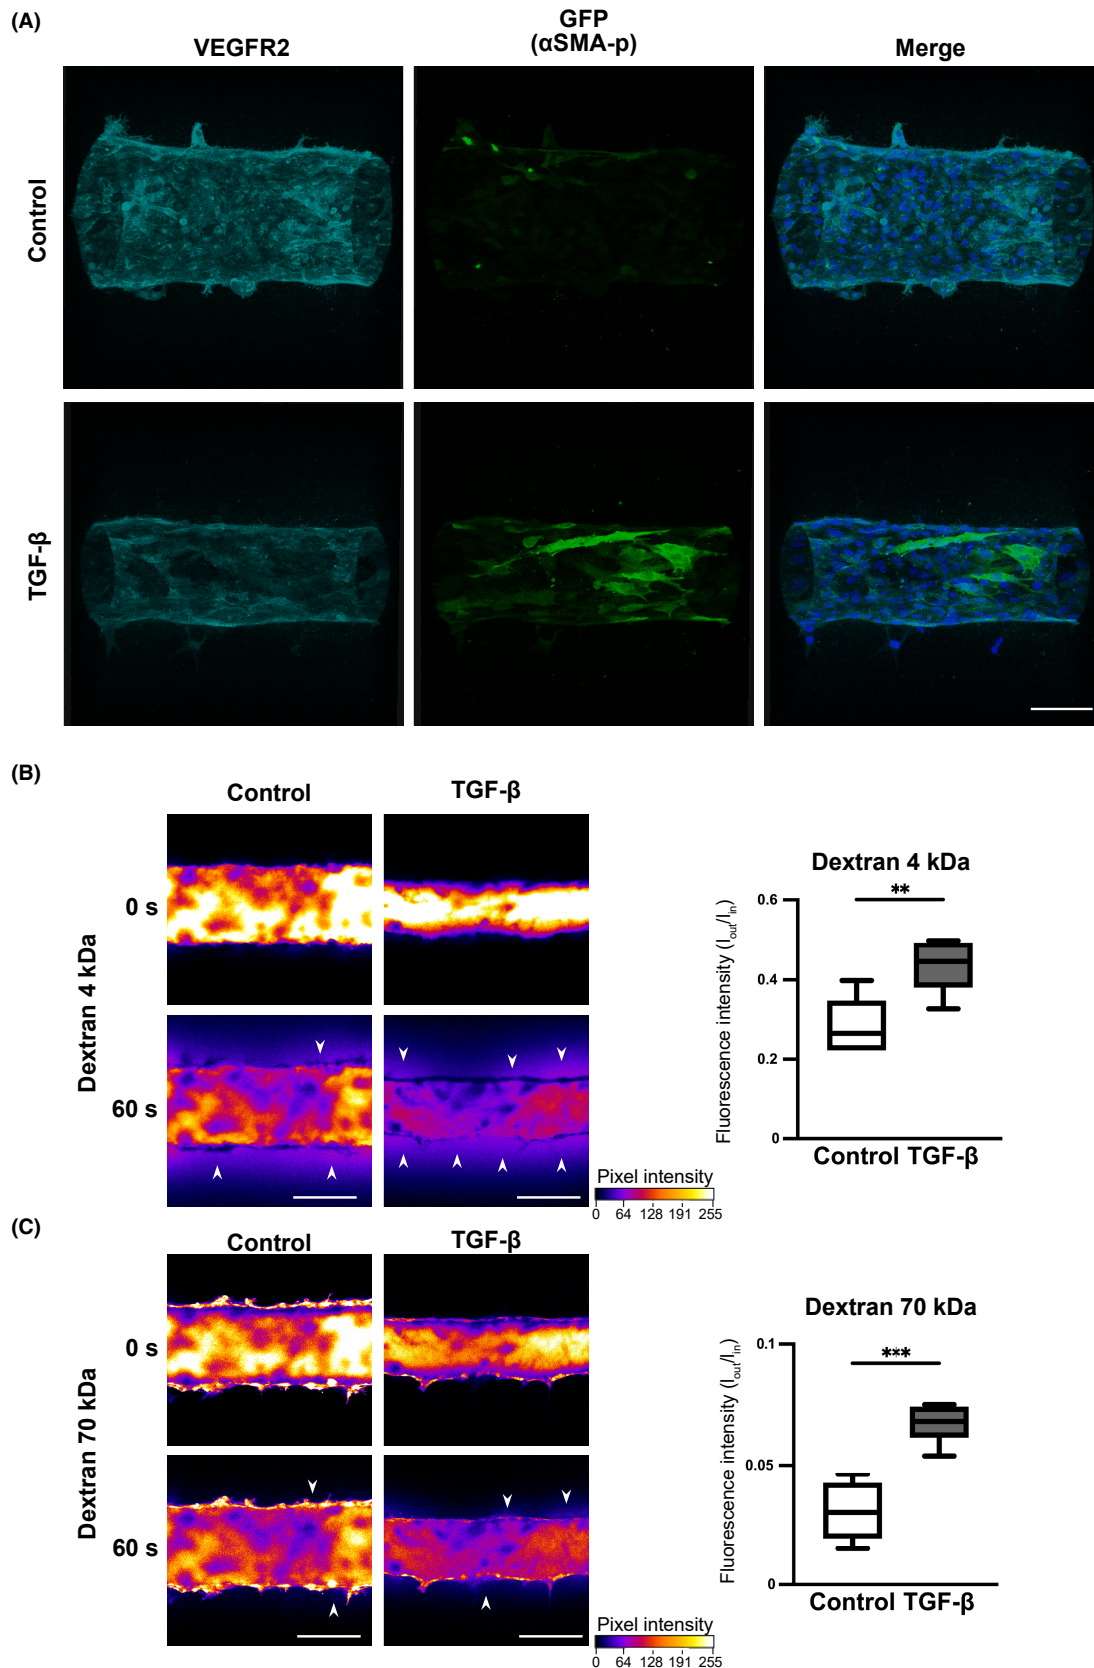 (A)
VEGFR2
GFP
(αSMA-p)
Merge
Control
TGF-β
(B)
Control
TGF-β
Dextran 4 kDa
0 s
60 s
Pixel intensity
0 64 128 191 255
Dextran 4 kDa
**
Fluorescence intensity (Iout/Iin)
0.6
0.4
0.2
0
Control TGF-β
(C)
Control
TGF-β
Dextran 70 kDa
0 s
60 s
Pixel intensity
0 64 128 191 255
Dextran 70 kDa
***
Fluorescence intensity (Iout/Iin)
0.1
0.05
0
Control TGF-β